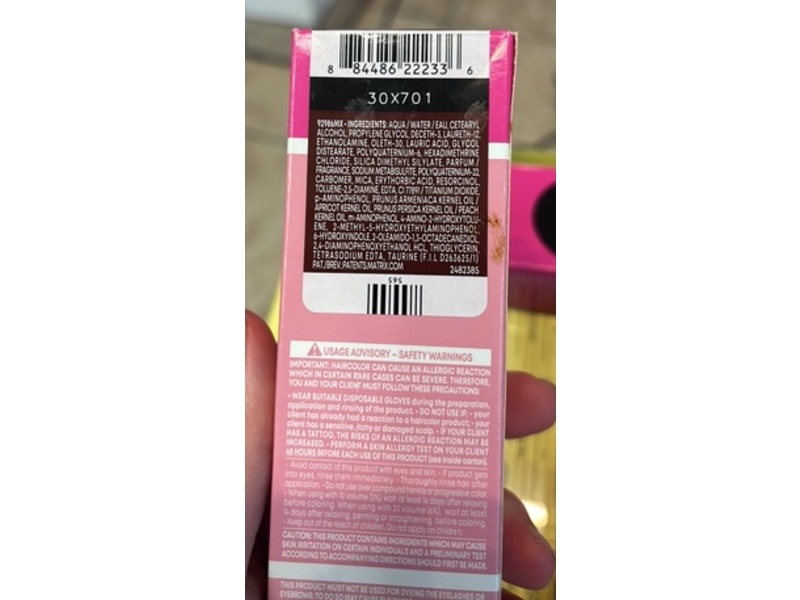 8 84486 22233 6
30X701
92986MX • INGREDIENTS: AQUA / WATER / EAU, CETEARYL
ALCOHOL, PROPYLENE GLYCOL, DECETH-3, LAURETH-12,
ETHANOLAMINE, OLETH-30, LAURIC ACID, GLYCOL
DISTEARATE, POLYQUATERNIUM-6, HEXADIMETHRINE
CHLORIDE, SILICA DIMETHYL SILYLATE, PARFUM /
FRAGRANCE, SODIUM METABISULFITE, POLYQUATERNIUM-22,
CARBOMER, MICA, ERYTHORBIC ACID, RESORCINOL,
TOLUENE-2,5-DIAMINE, EDTA, CI 77891 / TITANIUM DIOXIDE,
p-AMINOPHENOL, PRUNUS ARMENIACA KERNEL OIL /
APRICOT KERNEL OIL, PRUNUS PERSICA KERNEL OIL / PEACH
KERNEL OIL, m-AMINOPHENOL, 4-AMINO-2-HYDROXYTOLU-
ENE, 2-METHYL-5-HYDROXYETHYLAMINOPHENOL,
6-HYDROXYINDOLE, 2-OLEAMIDO-1,3-OCTADECANEDIOL,
2,4-DIAMINOPHENOXYETHANOL HCL, THIOGLYCERIN,
TETRASODIUM EDTA, TAURINE (F.I.L D263625/1)
PAT./BREV.:PATENTS.MATRIX.COM 2482385
595
USAGE ADVISORY – SAFETY WARNINGS
IMPORTANT: HAIRCOLOR CAN CAUSE AN ALLERGIC REACTION
WHICH IN CERTAIN RARE CASES CAN BE SEVERE. THEREFORE,
YOU AND YOUR CLIENT MUST FOLLOW THESE PRECAUTIONS:
• WEAR SUITABLE DISPOSABLE GLOVES during the preparation,
application and rinsing of the product. • DO NOT USE IF: • your
client has already had a reaction to a haircolor product; • your
client has a sensitive, itchy or damaged scalp. • IF YOUR CLIENT
HAS A TATTOO, THE RISKS OF AN ALLERGIC REACTION MAY BE
INCREASED. • PERFORM A SKIN ALLERGY TEST ON YOUR CLIENT
48 HOURS BEFORE EACH USE OF THIS PRODUCT (see inside carton).
• Avoid contact of this product with eyes and skin. • If product gets
into eyes, rinse them immediately. • Thoroughly rinse hair after
application. • Do not use over compound henna or progressive color.
• When using with 10 volume (3%), wait at least 14 days after relaxing
before coloring. When using with 20 volume (6%), wait at least
14 days after relaxing, perming or straightening before coloring.
• Keep out of the reach of children. Do not apply on children.
CAUTION: THIS PRODUCT CONTAINS INGREDIENTS WHICH MAY CAUSE
SKIN IRRITATION ON CERTAIN INDIVIDUALS AND A PRELIMINARY TEST
ACCORDING TO ACCOMPANYING DIRECTIONS SHOULD FIRST BE MADE.
THIS PRODUCT MUST NOT BE USED FOR DYEING THE EYELASHES OR
EYEBROWS; TO DO SO MAY CAUSE